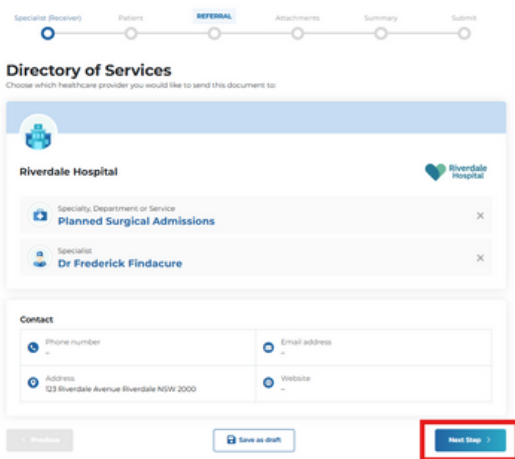 Specialist (Receiver) Patient REFERRAL Attachments Summary Submit
Directory of Services
Choose which healthcare provider you would like to send this document to:
Riverdale Hospital
Riverdale
Hospital
Specialty, Department or Service
Planned Surgical Admissions
×
Specialist
Dr Frederick Findacure
×
Contact
Phone number
–
Email address
–
Address
123 Riverdale Avenue Riverdale NSW 2000
Website
–
< Previous
Save as draft
Next Step >